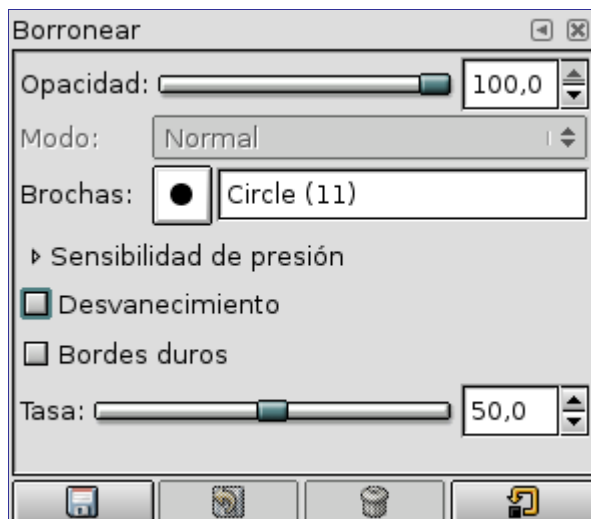 Borronear
Opacidad: 100,0
Modo: Normal
Brochas: Circle (11)
Sensibilidad de presión
Desvanecimiento
Bordes duros
Tasa: 50,0